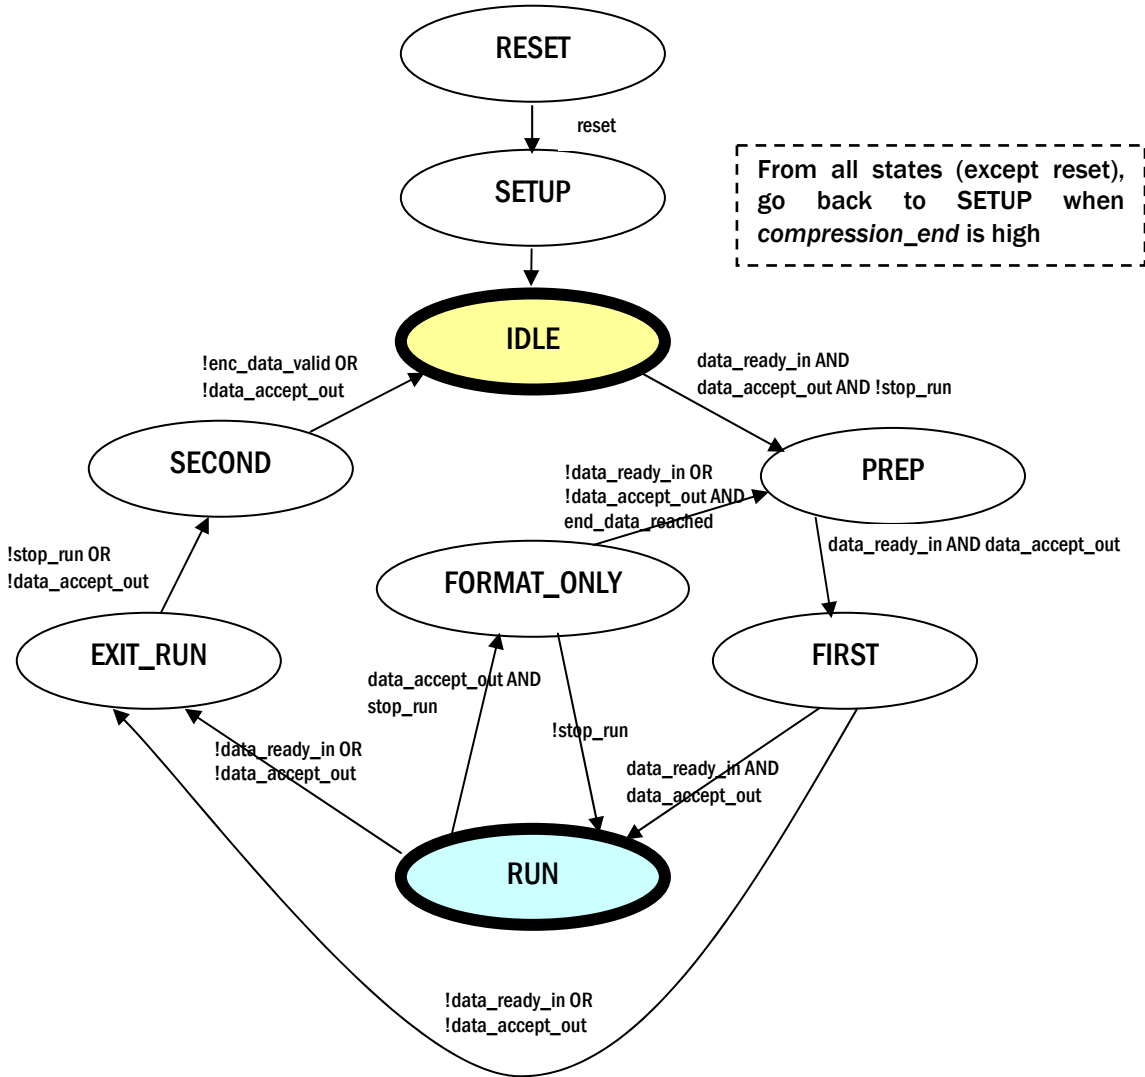 RESET
reset
SETUP
From all states (except reset),
go back to SETUP when
compression_end is high
IDLE
!enc_data_valid OR
!data_accept_out
data_ready_in AND
data_accept_out AND !stop_run
SECOND
PREP
!data_ready_in OR
!data_accept_out AND
end_data_reached
!stop_run OR
!data_accept_out
data_ready_in AND data_accept_out
FORMAT_ONLY
EXIT_RUN
FIRST
data_accept_out AND
stop_run
!stop_run
!data_ready_in OR
!data_accept_out
data_ready_in AND
data_accept_out
RUN
!data_ready_in OR
!data_accept_out